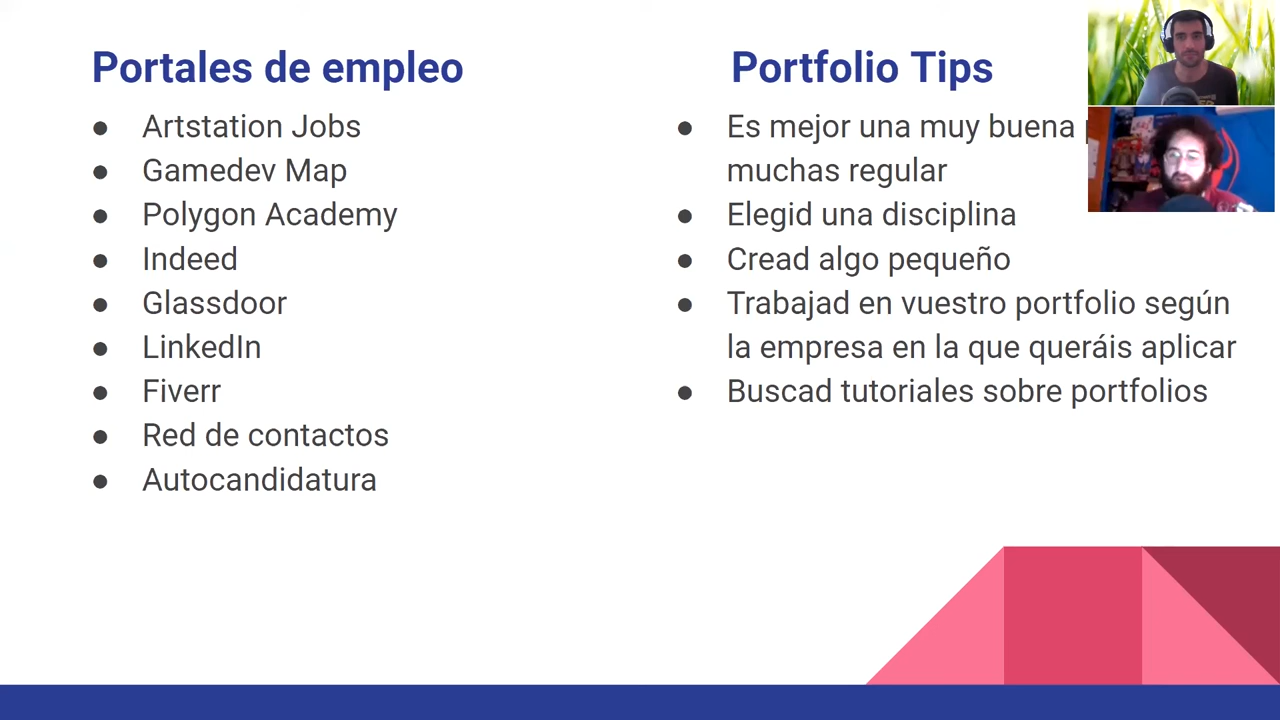 Portales de empleo
● Artstation Jobs
● Gamedev Map
● Polygon Academy
● Indeed
● Glassdoor
● LinkedIn
● Fiverr
● Red de contactos
● Autocandidatura
Portfolio Tips
● Es mejor una muy buena
muchas regular
● Elegid una disciplina
● Cread algo pequeño
● Trabajad en vuestro portfolio según
la empresa en la que queráis aplicar
● Buscad tutoriales sobre portfolios